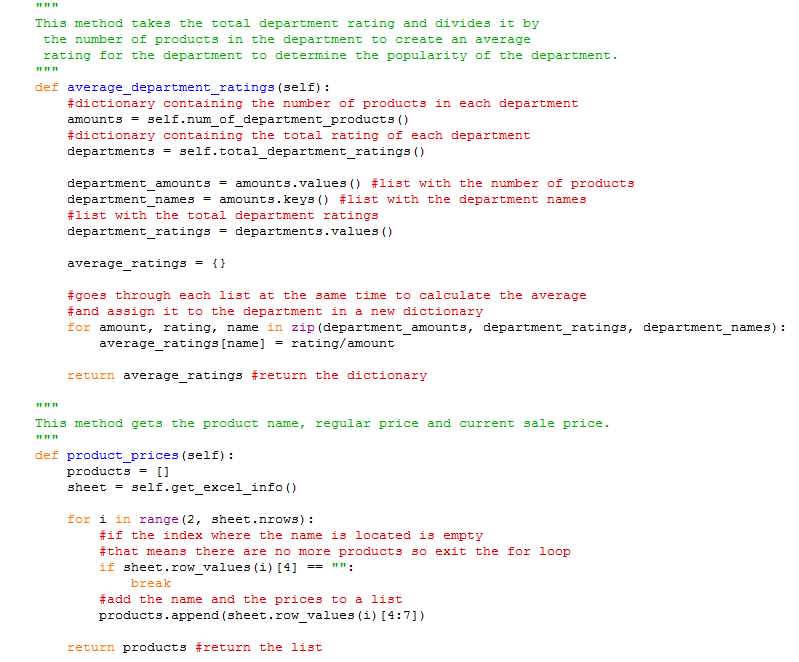 """
This method takes the total department rating and divides it by
 the number of products in the department to create an average
 rating for the department to determine the popularity of the department.
"""
def average_department_ratings(self):
    #dictionary containing the number of products in each department
    amounts = self.num_of_department_products()
    #dictionary containing the total rating of each department
    departments = self.total_department_ratings()

    department_amounts = amounts.values() #list with the number of products
    department_names = amounts.keys() #list with the department names
    #list with the total department ratings
    department_ratings = departments.values()

    average_ratings = {}

    #goes through each list at the same time to calculate the average
    #and assign it to the department in a new dictionary
    for amount, rating, name in zip(department_amounts, department_ratings, department_names):
        average_ratings[name] = rating/amount

    return average_ratings #return the dictionary

"""
This method gets the product name, regular price and current sale price.
"""
def product_prices(self):
    products = []
    sheet = self.get_excel_info()

    for i in range(2, sheet.nrows):
        #if the index where the name is located is empty
        #that means there are no more products so exit the for loop
        if sheet.row_values(i)[4] == "":
            break
        #add the name and the prices to a list
        products.append(sheet.row_values(i)[4:7])

    return products #return the list